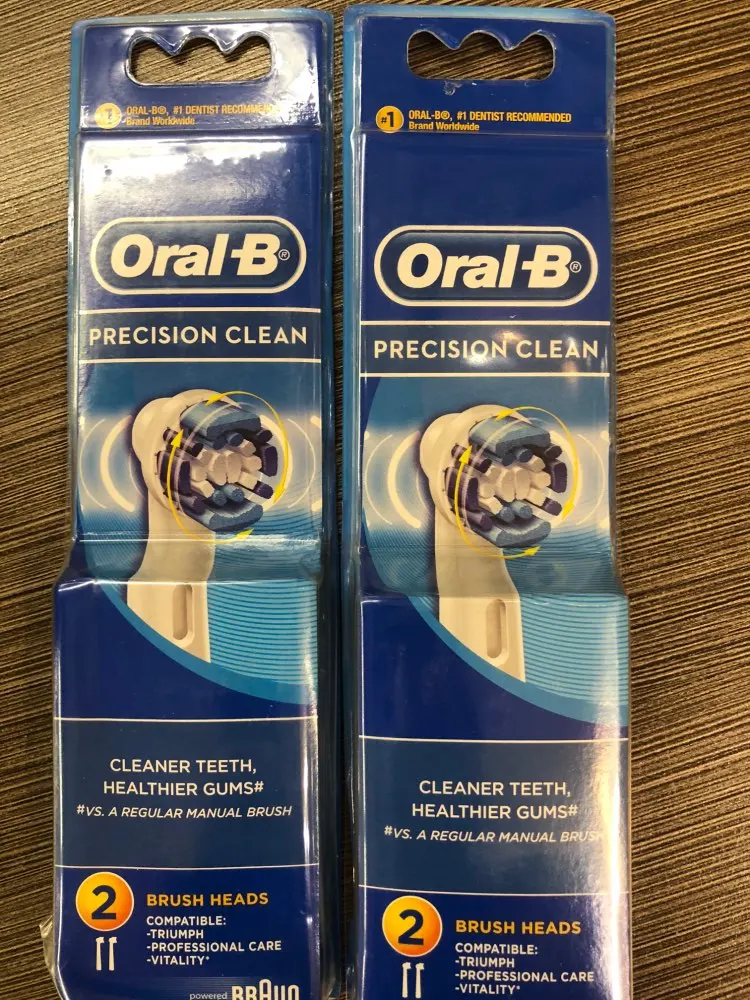 #1 ORAL-B®, #1 DENTIST RECOMMENDED
Brand Worldwide
Oral-B®
PRECISION CLEAN
CLEANER TEETH,
HEALTHIER GUMS#
#VS. A REGULAR MANUAL BRUSH
2 BRUSH HEADS
COMPATIBLE:
-TRIUMPH
-PROFESSIONAL CARE
-VITALITY*
powered BRAUN
#1 ORAL-B®, #1 DENTIST RECOMMENDED
Brand Worldwide
Oral-B®
PRECISION CLEAN
CLEANER TEETH,
HEALTHIER GUMS#
#VS. A REGULAR MANUAL BRUSH
2 BRUSH HEADS
COMPATIBLE:
-TRIUMPH
-PROFESSIONAL CARE
-VITALITY*